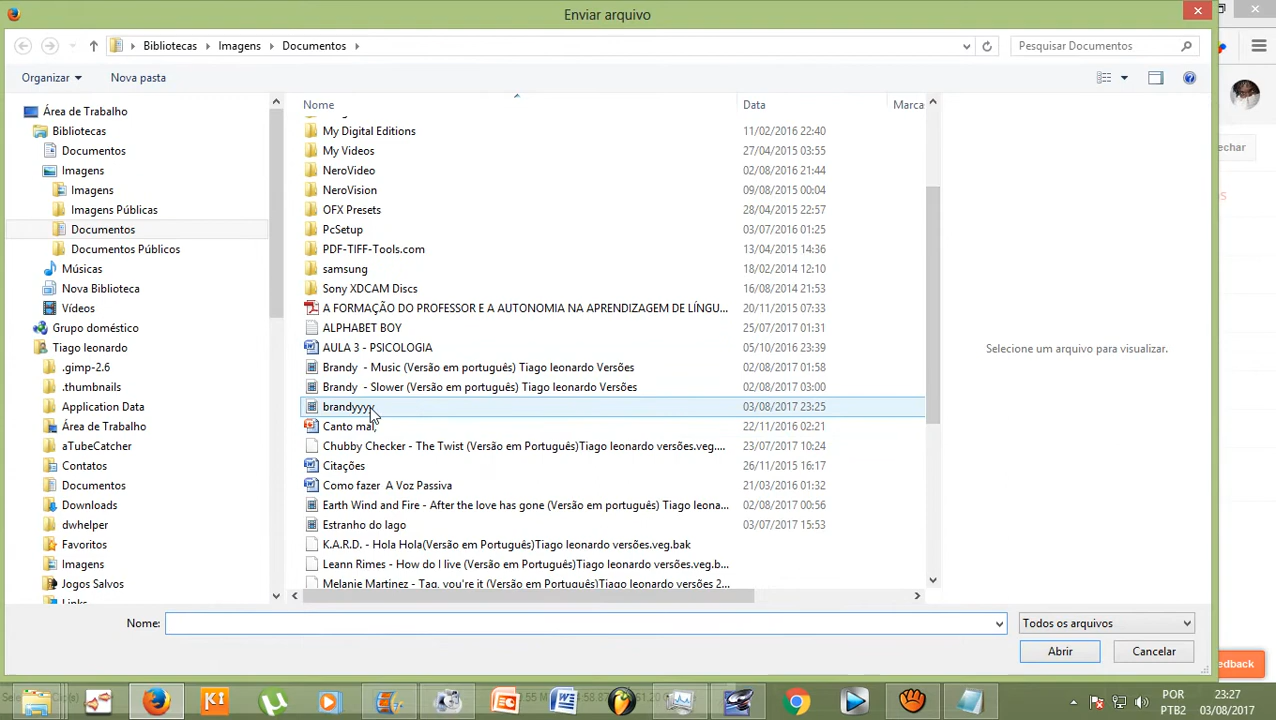 Enviar arquivo
Bibliotecas Imagens Documentos
Pesquisar Documentos
Organizar Nova pasta
Área de Trabalho
Bibliotecas
Documentos
Imagens
Imagens
Imagens Públicas
Documentos
Documentos Públicos
Músicas
Nova Biblioteca
Vídeos
Grupo doméstico
Tiago leonardo
.gimp-2.6
.thumbnails
Application Data
Área de Trabalho
aTubeCatcher
Contatos
Documentos
Downloads
dwhelper
Favoritos
Imagens
Jogos Salvos
Links
Nome Data Marca
My Digital Editions 11/02/2016 22:40
My Videos 27/04/2015 03:55
NeroVideo 02/08/2016 21:44
NeroVision 09/08/2015 00:04
OFX Presets 28/04/2015 22:57
PcSetup 03/07/2016 01:25
PDF-TIFF-Tools.com 13/04/2015 14:36
samsung 18/02/2014 12:10
Sony XDCAM Discs 16/08/2014 21:53
A FORMAÇÃO DO PROFESSOR E A AUTONOMIA NA APRENDIZAGEM DE LÍNGU... 20/11/2015 07:33
ALPHABET BOY 25/07/2017 01:31
AULA 3 - PSICOLOGIA 05/10/2016 23:39
Brandy - Music (Versão em português) Tiago leonardo Versões 02/08/2017 01:58
Brandy - Slower (Versão em português) Tiago leonardo Versões 02/08/2017 03:00
brandyyyy 03/08/2017 23:25
Canto mai, 22/11/2016 02:21
Chubby Checker - The Twist (Versão em Português)Tiago leonardo versões.veg.... 23/07/2017 10:24
Citações 26/11/2015 16:17
Como fazer A Voz Passiva 21/03/2016 01:32
Earth Wind and Fire - After the love has gone (Versão em português) Tiago leona... 02/08/2017 00:56
Estranho do lago 03/07/2017 15:53
K.A.R.D. - Hola Hola(Versão em Português)Tiago leonardo versões.veg.bak
Leann Rimes - How do I live (Versão em Português)Tiago leonardo versões.veg.b...
Melanie Martinez - Tag, you're it (Versão em Português)Tiago leonardo versões 2...
Selecione um arquivo para visualizar.
Nome: Todos os arquivos
Abrir Cancelar
echar
edback
POR 23:27
PTB2 03/08/2017